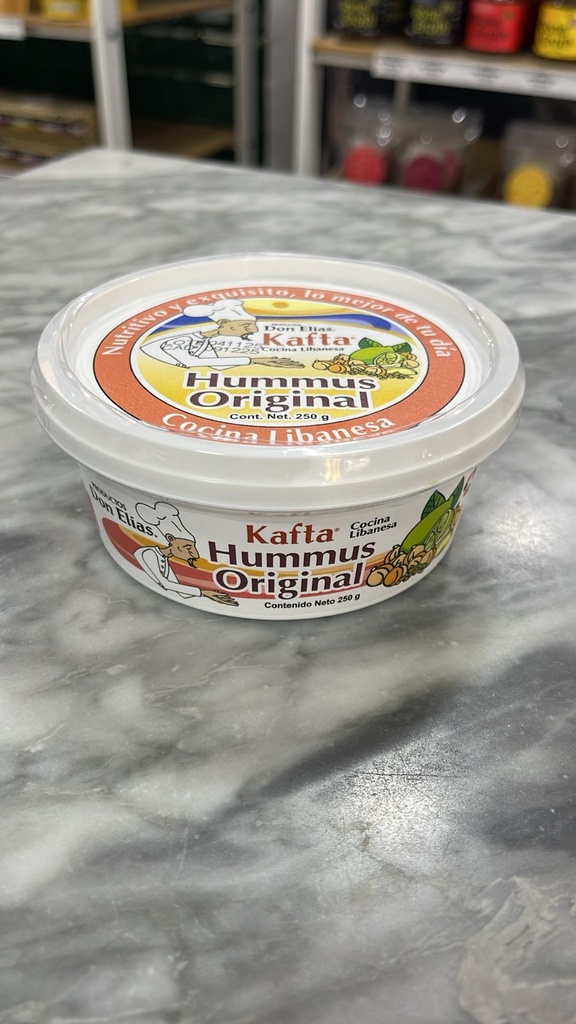 Nutritivo y exquisito, lo mejor de tu día
Don Elias.
Kafta®
Cocina Libanesa
Hummus
Original
Cont. Net. 250 g
Cocina Libanesa
PRODUCTOS
Don Elias.
Kafta®
Cocina
Libanesa
Hummus
Original
Contenido Neto 250 g